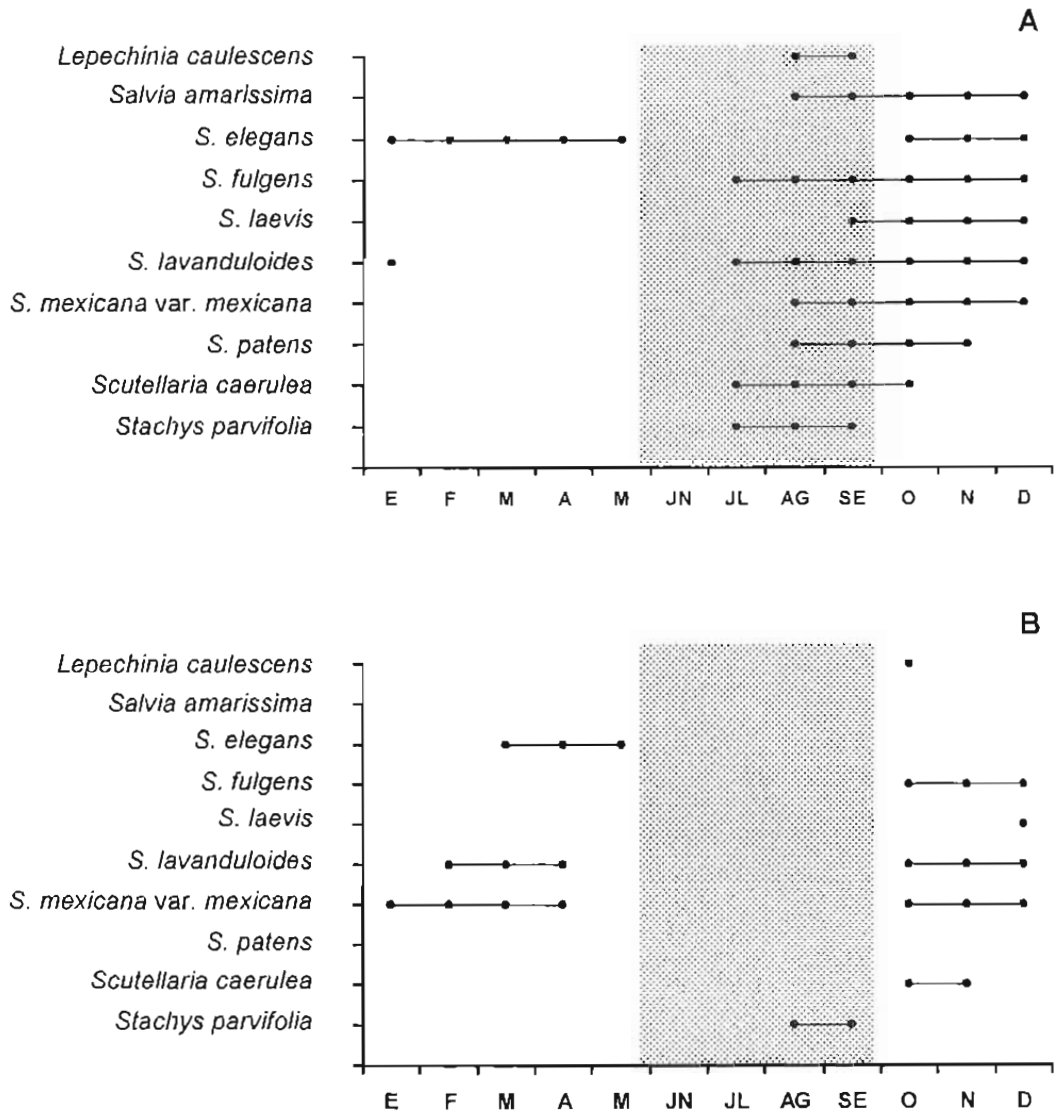 A
Lepechinia caulescens
Salvia amarissima
S. elegans
S. fulgens
S. laevis
S. lavanduloides
S. mexicana var. mexicana
S. patens
Scutellaria caerulea
Stachys parvifolia
E F M A M JN JL AG SE O N D
B
Lepechinia caulescens
Salvia amarissima
S. elegans
S. fulgens
S. laevis
S. lavanduloides
S. mexicana var. mexicana
S. patens
Scutellaria caerulea
Stachys parvifolia
E F M A M JN JL AG SE O N D